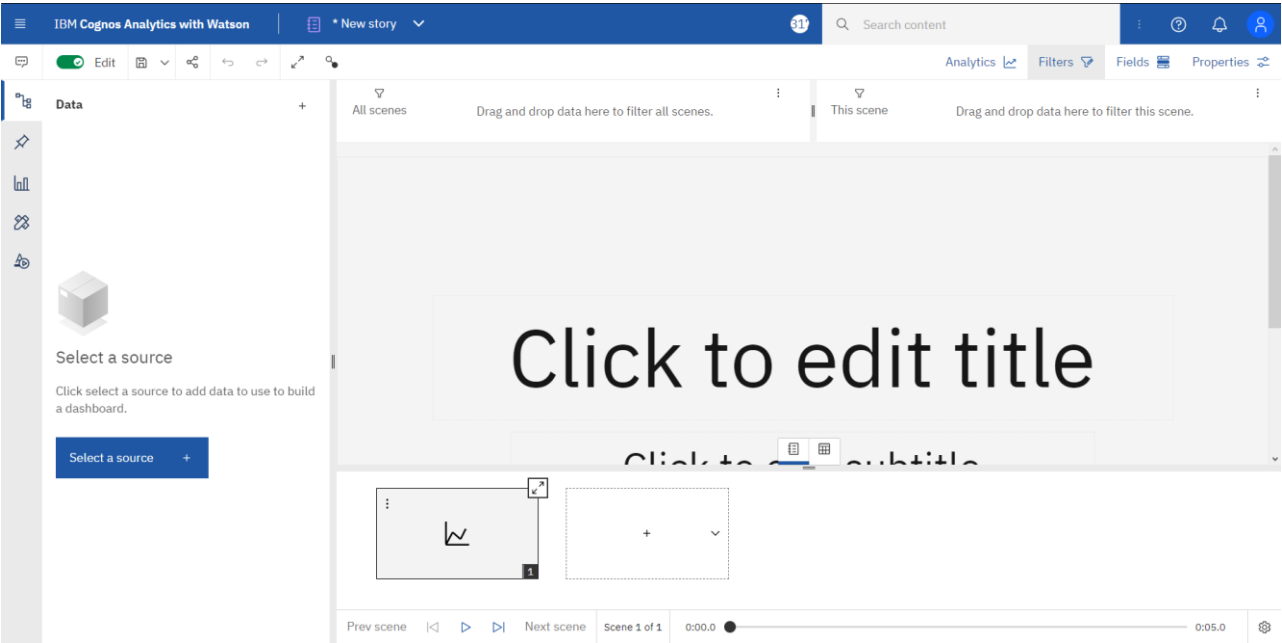 IBM Cognos Analytics with Watson
* New story
Search content
Edit
Analytics
Filters
Fields
Properties
Data
All scenes
Drag and drop data here to filter all scenes.
This scene
Drag and drop data here to filter this scene.
Select a source
Click select a source to add data to use to build
a dashboard.
Select a source
Click to edit title
1
Prev scene
Next scene
Scene 1 of 1
0:00.0
0:05.0